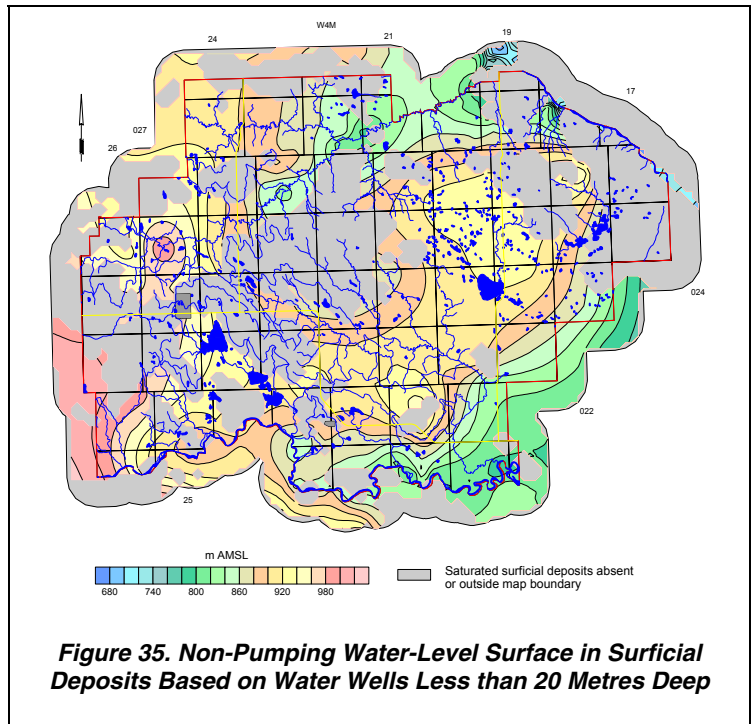 W4M
24
21
19
17
027
26
024
022
25
m AMSL
680 740 800 860 920 980
Saturated surficial deposits absent
or outside map boundary
Figure 35. Non-Pumping Water-Level Surface in Surficial
Deposits Based on Water Wells Less than 20 Metres Deep